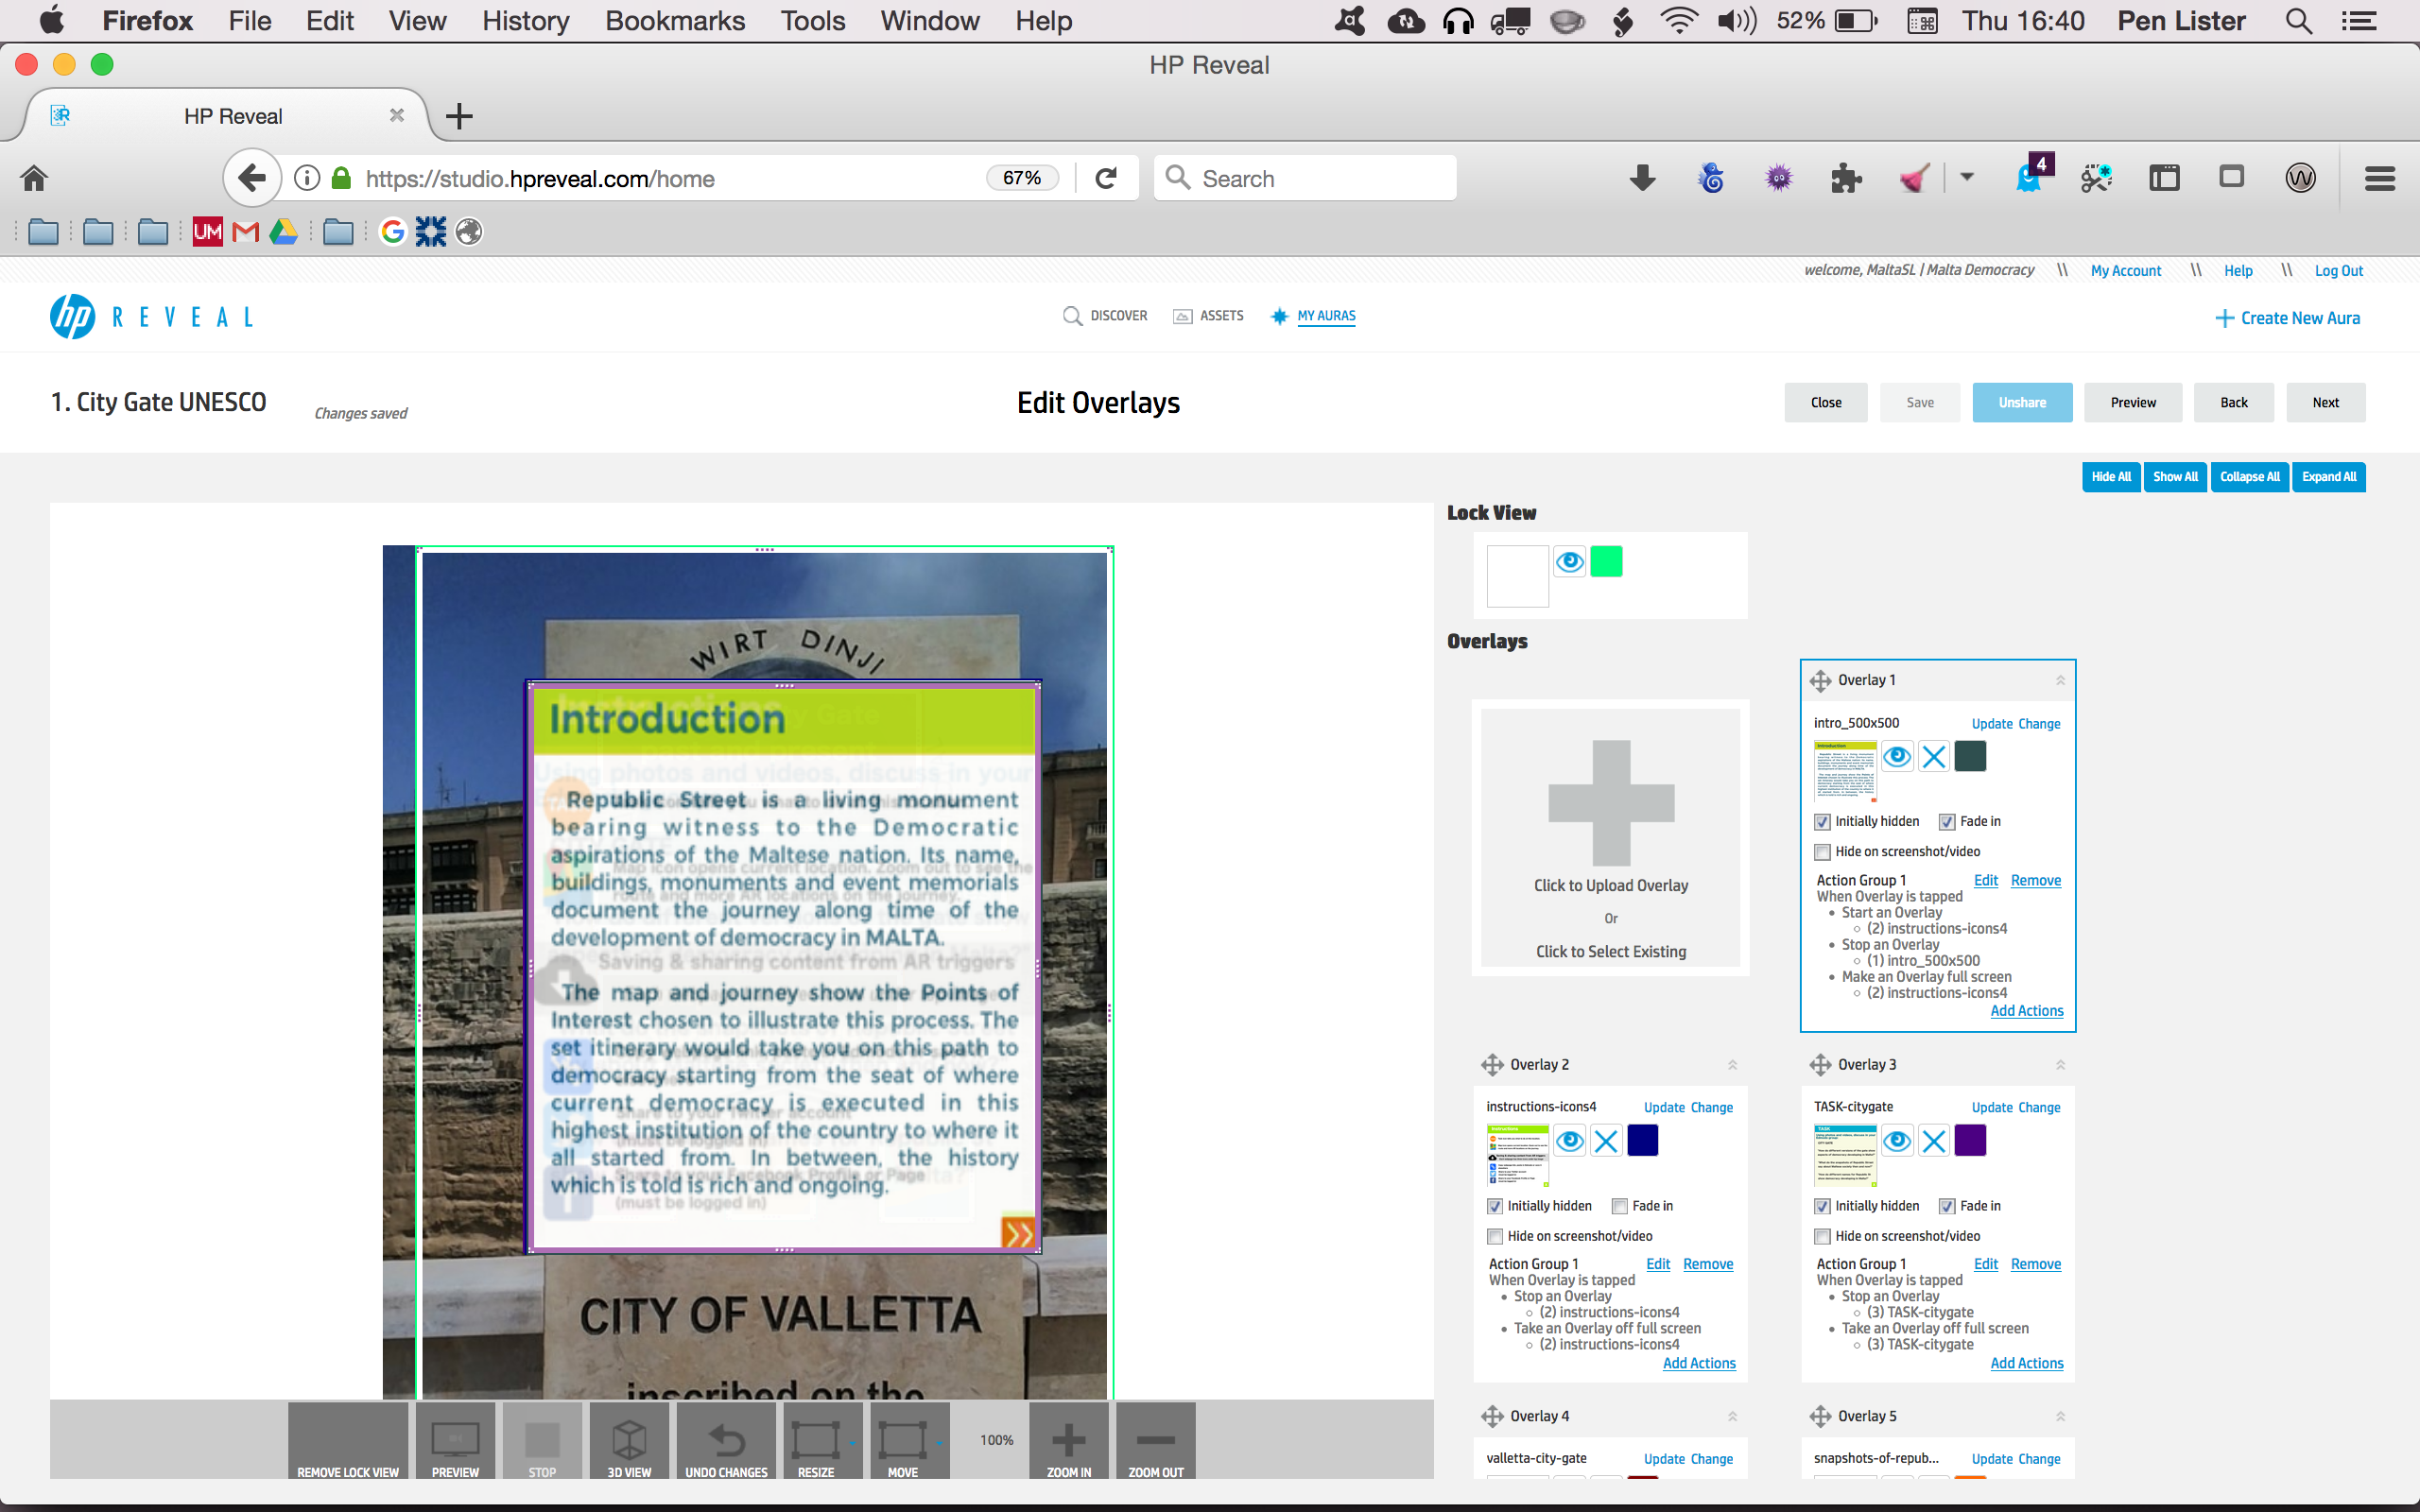 Firefox File Edit View History Bookmarks Tools Window Help 52% Thu 16:40 Pen Lister
HP Reveal
HP Reveal
https://studio.hpreveal.com/home 67% Search 4
UM
welcome, MaltaSL | Malta Democracy \\ My Account \\ Help \\ Log Out
hp REVEAL DISCOVER ASSETS MY AURAS Create New Aura
1. City Gate UNESCO Changes saved Edit Overlays Close Save Unshare Preview Back Next
Hide All Show All Collapse All Expand All
WIRT DINJI
Introduction
Republic Street is a living monument
bearing witness to the Democratic
aspirations of the Maltese nation. Its name,
buildings, monuments and event memorials
document the journey along time of the
development of democracy in MALTA.
Saving & sharing content from AR triggers
The map and journey show the Points of
Interest chosen to illustrate this process. The
set itinerary would take you on this path to
democracy starting from the seat of where
current democracy is executed in this
highest institution of the country to where it
all started from. In between, the history
which is told is rich and ongoing.
(must be logged in)
CITY OF VALLETTA
inscribed on the
REMOVE LOCK VIEW PREVIEW STOP 3D VIEW UNDO CHANGES RESIZE MOVE 100% ZOOM IN ZOOM OUT
Lock View
Overlays
Click to Upload Overlay
Or
Click to Select Existing
Overlay 1
intro_500x500 Update Change
Initially hidden Fade in
Hide on screenshot/video
Action Group 1 Edit Remove
When Overlay is tapped
• Start an Overlay
○ (2) instructions-icons4
• Stop an Overlay
○ (1) intro_500x500
• Make an Overlay full screen
○ (2) instructions-icons4
Add Actions
Overlay 2
instructions-icons4 Update Change
Initially hidden Fade in
Hide on screenshot/video
Action Group 1 Edit Remove
When Overlay is tapped
• Stop an Overlay
○ (2) instructions-icons4
• Take an Overlay off full screen
○ (2) instructions-icons4
Add Actions
Overlay 3
TASK-citygate Update Change
Initially hidden Fade in
Hide on screenshot/video
Action Group 1 Edit Remove
When Overlay is tapped
• Stop an Overlay
○ (3) TASK-citygate
• Take an Overlay off full screen
○ (3) TASK-citygate
Add Actions
Overlay 4
valletta-city-gate Update Change
Overlay 5
snapshots-of-repub... Update Change